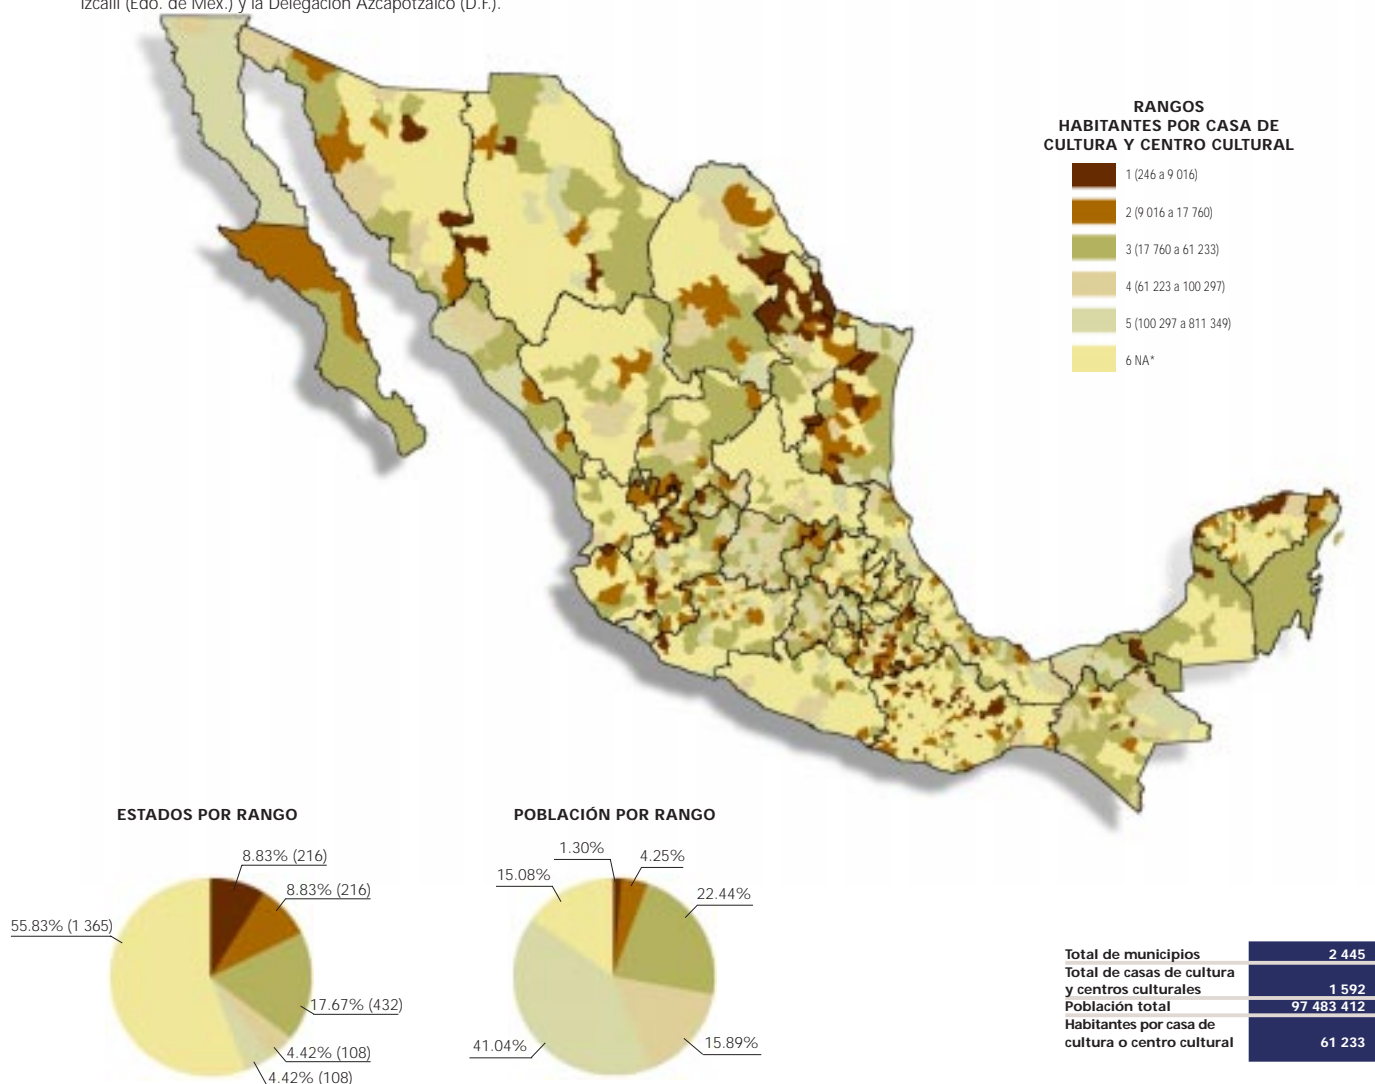 Izcalli (Edo. de Méx.) y la Delegación Azcapotzalco (D.F.).
RANGOS
HABITANTES POR CASA DE
CULTURA Y CENTRO CULTURAL
1 (246 a 9 016)
2 (9 016 a 17 760)
3 (17 760 a 61 233)
4 (61 223 a 100 297)
5 (100 297 a 811 349)
6 NA*
ESTADOS POR RANGO
8.83% (216)
8.83% (216)
55.83% (1 365)
17.67% (432)
4.42% (108)
4.42% (108)
POBLACIÓN POR RANGO
1.30%
4.25%
15.08%
22.44%
41.04%
15.89%
Total de municipios 2 445
Total de casas de cultura
y centros culturales 1 592
Población total 97 483 412
Habitantes por casa de
cultura o centro cultural 61 233